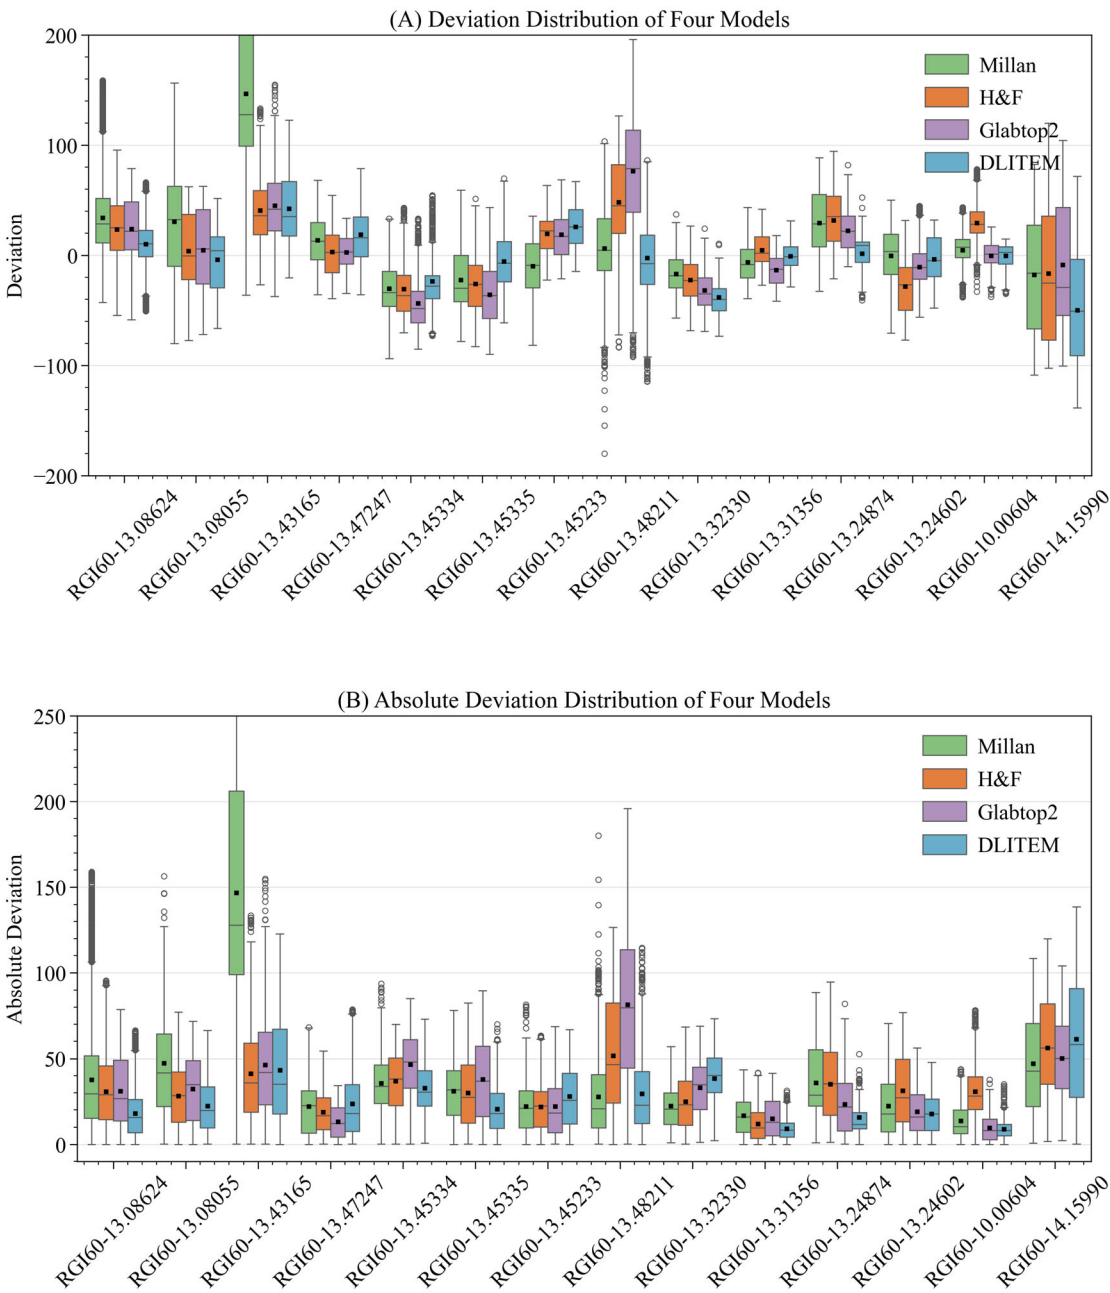 (A) Deviation Distribution of Four Models
200
100
0
−100
−200
Deviation
Millan
H&F
Glabtop2
DLITEM
RGI60-13.08624
RGI60-13.08055
RGI60-13.43165
RGI60-13.47247
RGI60-13.45334
RGI60-13.45335
RGI60-13.45233
RGI60-13.48211
RGI60-13.32330
RGI60-13.31356
RGI60-13.24874
RGI60-13.24602
RGI60-10.00604
RGI60-14.15990
(B) Absolute Deviation Distribution of Four Models
250
200
150
100
50
0
Absolute Deviation
Millan
H&F
Glabtop2
DLITEM
RGI60-13.08624
RGI60-13.08055
RGI60-13.43165
RGI60-13.47247
RGI60-13.45334
RGI60-13.45335
RGI60-13.45233
RGI60-13.48211
RGI60-13.32330
RGI60-13.31356
RGI60-13.24874
RGI60-13.24602
RGI60-10.00604
RGI60-14.15990